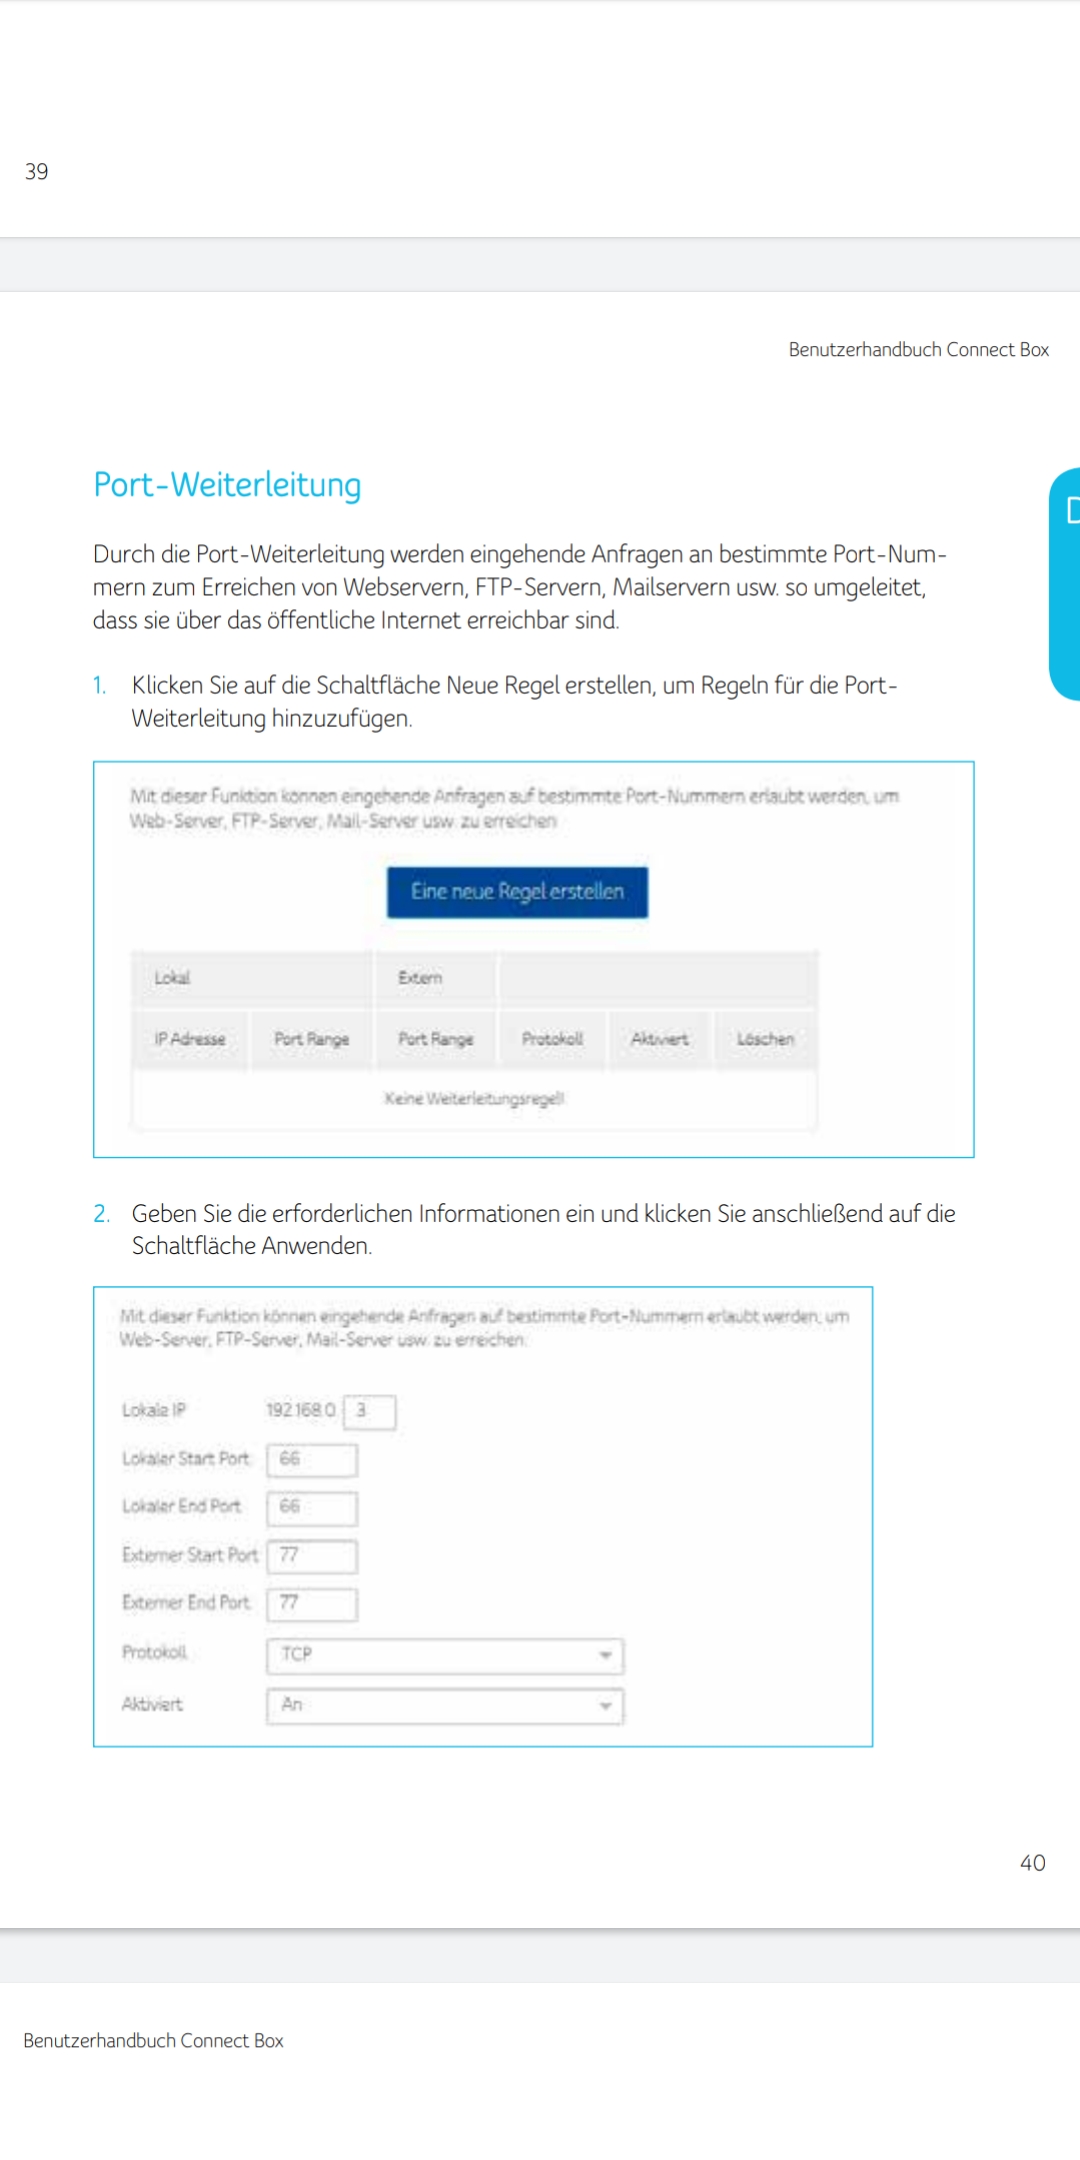 39
Benutzerhandbuch Connect Box
Port-Weiterleitung
D
Durch die Port-Weiterleitung werden eingehende Anfragen an bestimmte Port-Num-
mern zum Erreichen von Webservern, FTP-Servern, Mailservern usw. so umgeleitet,
dass sie über das öffentliche Internet erreichbar sind.
1. Klicken Sie auf die Schaltfläche Neue Regel erstellen, um Regeln für die Port-
Weiterleitung hinzuzufügen.
Mit dieser Funktion können eingehende Anfragen auf bestimmte Port-Nummern erlaubt werden, um
Web-Server, FTP-Server, Mail-Server usw. zu erreichen
Eine neue Regel erstellen
Lokal Extern
IP Adresse Port Range Port Range Protokoll Aktiviert Löschen
Keine Weiterleitungsregel!
2. Geben Sie die erforderlichen Informationen ein und klicken Sie anschließend auf die
Schaltfläche Anwenden.
Mit dieser Funktion können eingehende Anfragen auf bestimmte Port-Nummern erlaubt werden, um
Web-Server, FTP-Server, Mail-Server usw. zu erreichen.
Lokale IP 192.168.0. 3
Lokaler Start Port 66
Lokaler End Port 66
Externer Start Port 77
Externer End Port 77
Protokoll TCP
Aktiviert An
40
Benutzerhandbuch Connect Box